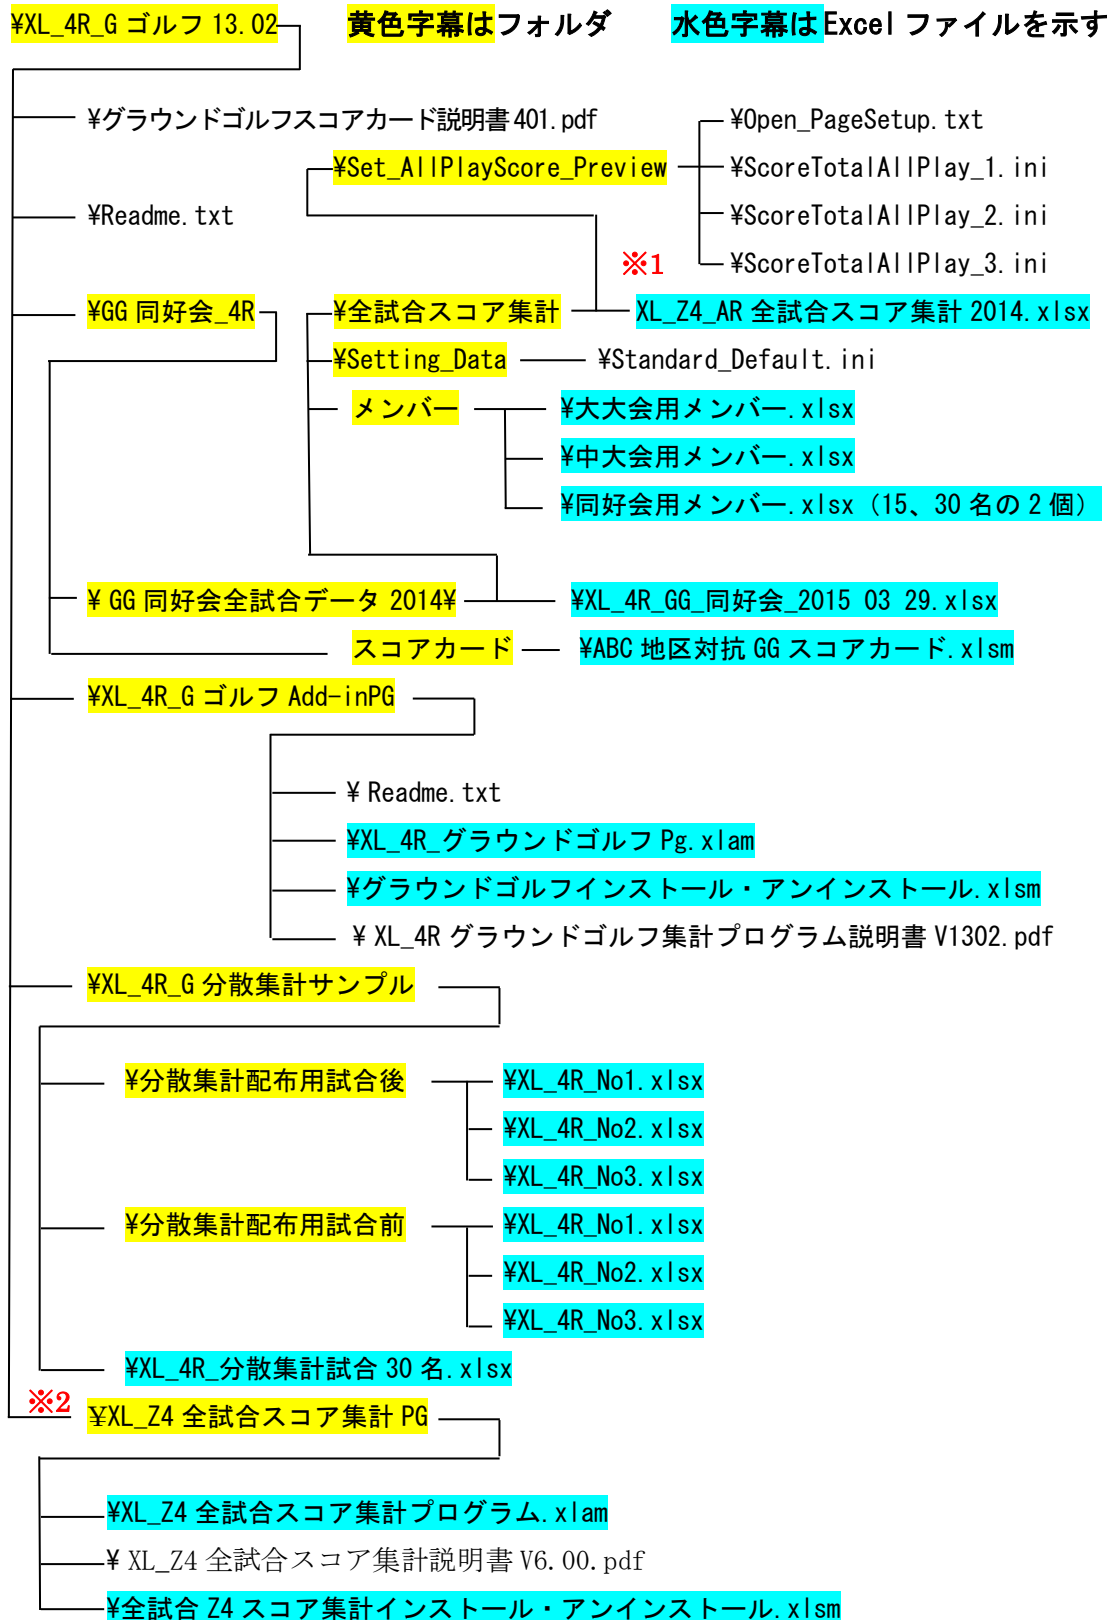 ¥XL_4R_G ゴルフ 13.02 黄色字幕はフォルダ 水色字幕は Excel ファイルを示す
¥グラウンドゴルフスコアカード説明書 401.pdf
¥Open_PageSetup.txt
¥Set_AllPlayScore_Preview
¥ScoreTotalAllPlay_1.ini
¥Readme.txt
¥ScoreTotalAllPlay_2.ini
※1
¥ScoreTotalAllPlay_3.ini
¥GG 同好会_4R
¥全試合スコア集計
XL_Z4_AR 全試合スコア集計 2014.xlsx
¥Setting_Data
¥Standard_Default.ini
メンバー
¥大大会用メンバー.xlsx
¥中大会用メンバー.xlsx
¥同好会用メンバー.xlsx（15、30 名の 2 個）
¥ GG 同好会全試合データ 2014¥
¥XL_4R_GG_同好会_2015 03 29.xlsx
スコアカード
¥ABC 地区対抗 GG スコアカード.xlsm
¥XL_4R_G ゴルフ Add-inPG
¥ Readme.txt
¥XL_4R_グラウンドゴルフ Pg.xlam
¥グラウンドゴルフインストール・アンインストール.xlsm
¥ XL_4R グラウンドゴルフ集計プログラム説明書 V1302.pdf
¥XL_4R_G 分散集計サンプル
¥分散集計配布用試合後
¥XL_4R_No1.xlsx
¥XL_4R_No2.xlsx
¥XL_4R_No3.xlsx
¥分散集計配布用試合前
¥XL_4R_No1.xlsx
¥XL_4R_No2.xlsx
¥XL_4R_No3.xlsx
¥XL_4R_分散集計試合 30 名.xlsx
※2
¥XL_Z4 全試合スコア集計 PG
¥XL_Z4 全試合スコア集計プログラム.xlam
¥ XL_Z4 全試合スコア集計説明書 V6.00.pdf
¥全試合 Z4 スコア集計インストール・アンインストール.xlsm